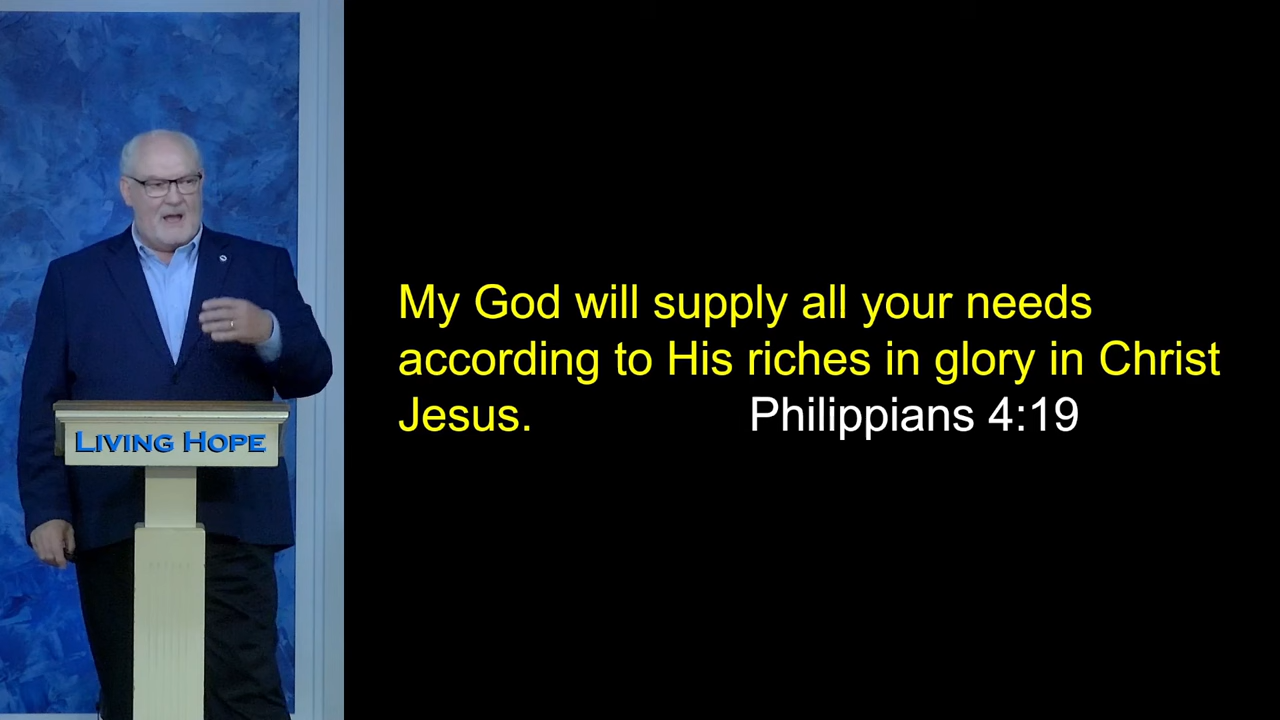 My God will supply all your needs
according to His riches in glory in Christ
Jesus. Philippians 4:19
LIVING HOPE